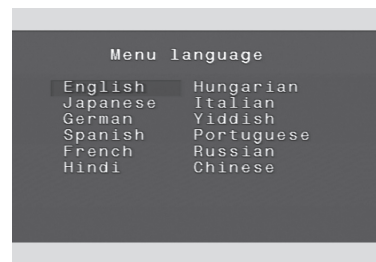 Menu language
English
Japanese
German
Spanish
French
Hindi
Hungarian
Italian
Yiddish
Portuguese
Russian
Chinese